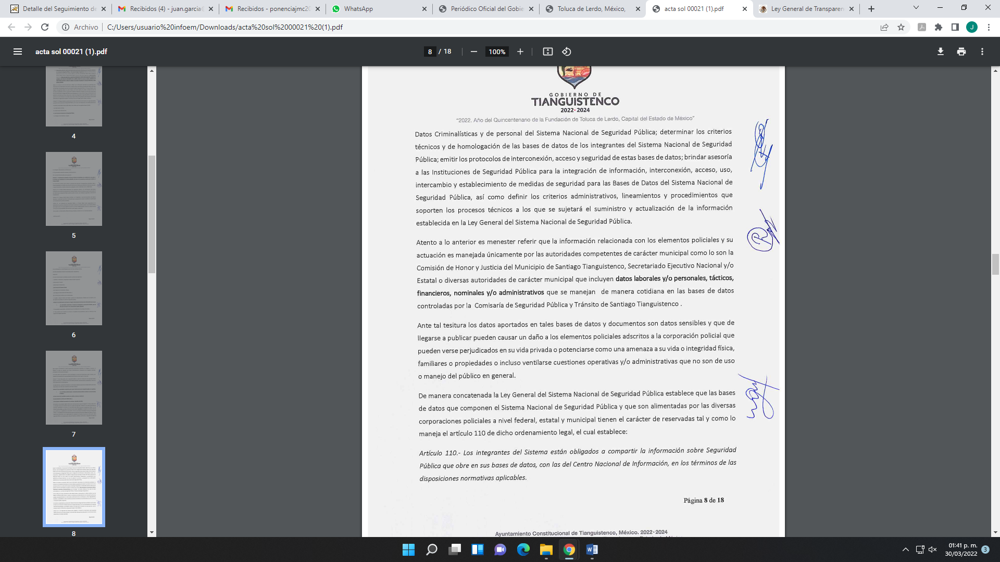 Detalle del Seguimiento de
Recibidos (4) - juan.garcia@
Recibidos - ponenciajmc20
WhatsApp
Periódico Oficial del Gobie
Toluca de Lerdo, México,
acta sol 00021 (1).pdf
Ley General de Transparen
Archivo
C:/Users/usuario%20infoem/Downloads/acta%20sol%2000021%20(1).pdf
J
acta sol 00021 (1).pdf
8 / 18
100%
4
5
6
7
8
GOBIERNO DE
TIANGUISTENCO
2022-2024
"2022. Año del Quincentenario de la Fundación de Toluca de Lerdo, Capital del Estado de México"
Datos Criminalísticas y de personal del Sistema Nacional de Seguridad Pública; determinar los criterios
técnicos y de homologación de las bases de datos de los integrantes del Sistema Nacional de Seguridad
Pública; emitir los protocolos de interconexión, acceso y seguridad de estas bases de datos; brindar asesoría
a las Instituciones de Seguridad Pública para la integración de información, interconexión, acceso, uso,
intercambio y establecimiento de medidas de seguridad para las Bases de Datos del Sistema Nacional de
Seguridad Pública, así como definir los criterios administrativos, lineamientos y procedimientos que
soporten los procesos técnicos a los que se sujetará el suministro y actualización de la información
establecida en la Ley General del Sistema Nacional de Seguridad Pública.
Atento a lo anterior es menester referir que la información relacionada con los elementos policiales y su
actuación es manejada únicamente por las autoridades competentes de carácter municipal como lo son la
Comisión de Honor y Justicia del Municipio de Santiago Tianguistenco, Secretariado Ejecutivo Nacional y/o
Estatal o diversas autoridades de carácter municipal que incluyen datos laborales y/o personales, tácticos,
financieros, nominales y/o administrativos que se manejan de manera cotidiana en las bases de datos
controladas por la Comisaría de Seguridad Pública y Tránsito de Santiago Tianguistenco .
Ante tal tesitura los datos aportados en tales bases de datos y documentos son datos sensibles y que de
llegarse a publicar pueden causar un daño a los elementos policiales adscritos a la corporación policial que
pueden verse perjudicados en su vida privada o potenciarse como una amenaza a su vida o integridad física,
familiares o propiedades o incluso ventilarse cuestiones operativas y/o administrativas que no son de uso
o manejo del público en general.
De manera concatenada la Ley General del Sistema Nacional de Seguridad Pública establece que las bases
de datos que componen el Sistema Nacional de Seguridad Pública y que son alimentadas por las diversas
corporaciones policiales a nivel federal, estatal y municipal tienen el carácter de reservadas tal y como lo
maneja el artículo 110 de dicho ordenamiento legal, el cual establece:
Artículo 110.- Los integrantes del Sistema están obligados a compartir la información sobre Seguridad
Pública que obre en sus bases de datos, con las del Centro Nacional de Información, en los términos de las
disposiciones normativas aplicables.
Página 8 de 18
Ayuntamiento Constitucional de Tianguistenco, México. 2022-2024
01:41 p. m.
30/03/2022
3